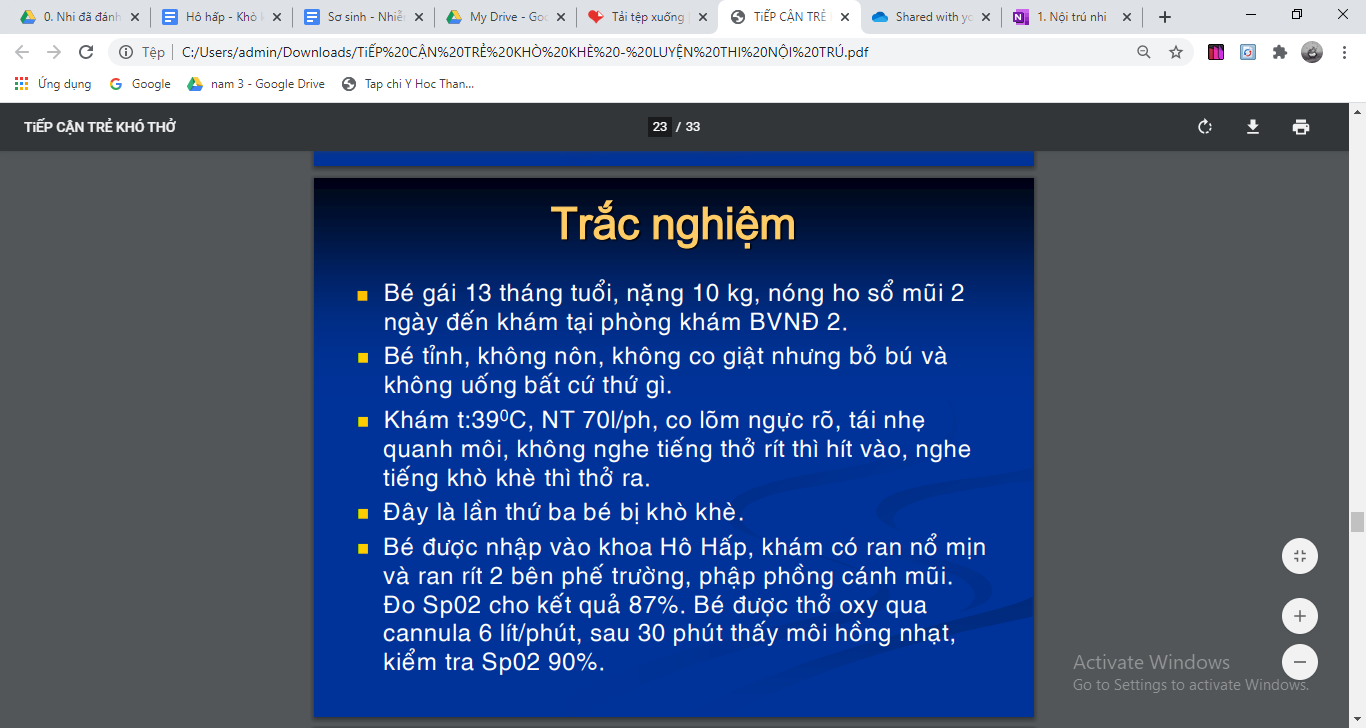 0. Nhi đã đánh
Hô hấp - Khò k
Sơ sinh - Nhiễ
My Drive - Goo
Tải tệp xuống
TiẾP CẬN TRẺ
Shared with yo
1. Nội trú nhi
Tệp
C:/Users/admin/Downloads/TiẾP%20CẬN%20TRẺ%20KHÒ%20KHÈ%20-%20LUYỆN%20THI%20NỘI%20TRÚ.pdf
Ứng dụng
Google
nam 3 - Google Drive
Tạp chi Y Hoc Than...
TiẾP CẬN TRẺ KHÓ THỞ
23 / 33
Trắc nghiệm
Bé gái 13 tháng tuổi, nặng 10 kg, nóng ho sổ mũi 2
ngày đến khám tại phòng khám BVNĐ 2.
Bé tỉnh, không nôn, không co giật nhưng bỏ bú và
không uống bất cứ thứ gì.
Khám t:39⁰C, NT 70l/ph, co lõm ngực rõ, tái nhẹ
quanh môi, không nghe tiếng thở rít thì hít vào, nghe
tiếng khò khè thì thở ra.
Đây là lần thứ ba bé bị khò khè.
Bé được nhập vào khoa Hô Hấp, khám có ran nổ mịn
và ran rít 2 bên phế trường, phập phồng cánh mũi.
Đo Sp02 cho kết quả 87%. Bé được thở oxy qua
cannula 6 lít/phút, sau 30 phút thấy môi hồng nhạt,
kiểm tra Sp02 90%.
Activate Windows
Go to Settings to activate Windows.